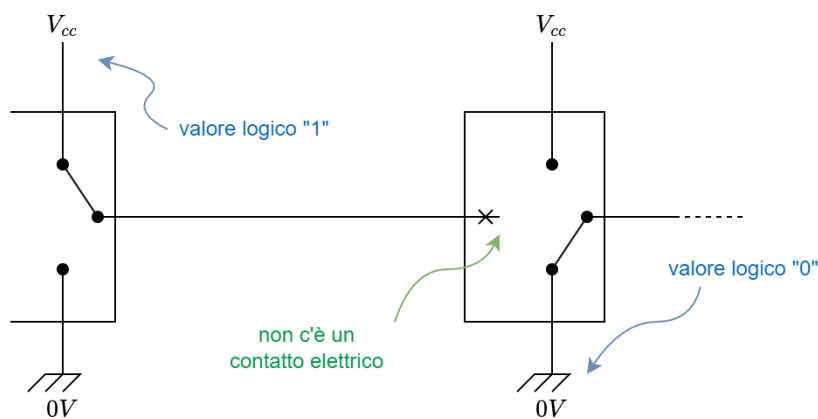 Vcc
Vcc
valore logico "1"
valore logico "0"
non c'è un
contatto elettrico
0V
0V